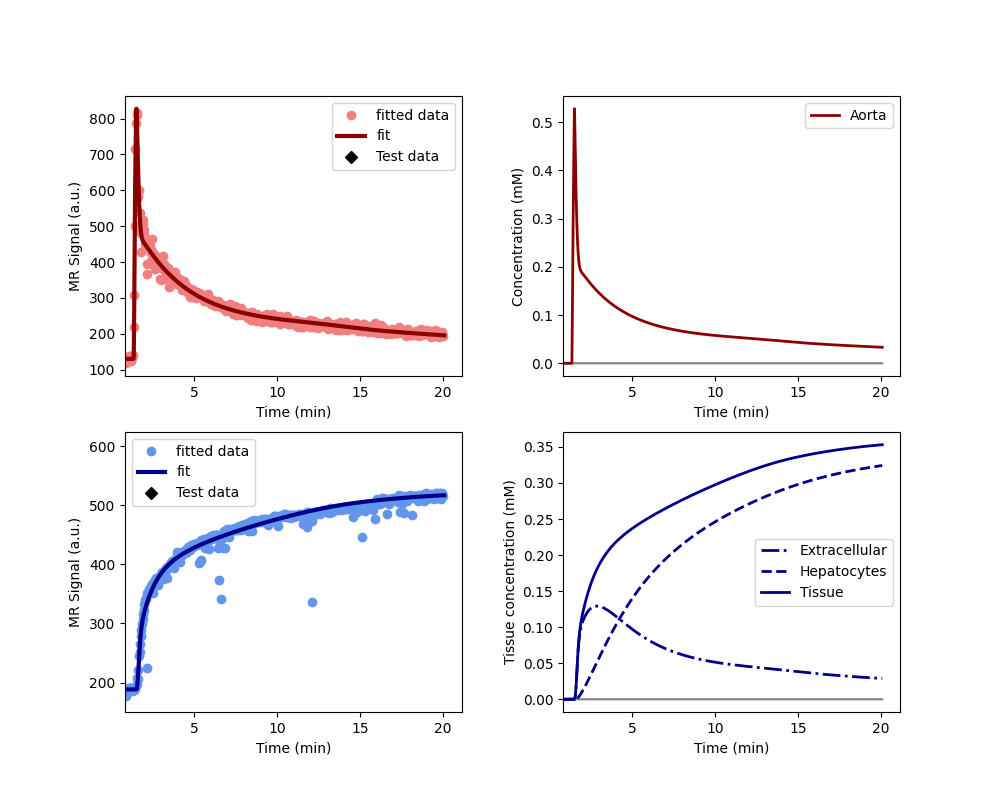 MR Signal (a.u.)
800
700
600
500
400
300
200
100
5
10
15
20
Time (min)
fitted data
fit
Test data
Concentration (mM)
0.5
0.4
0.3
0.2
0.1
0.0
5
10
15
20
Time (min)
Aorta
MR Signal (a.u.)
600
500
400
300
200
5
10
15
20
Time (min)
fitted data
fit
Test data
Tissue concentration (mM)
0.35
0.30
0.25
0.20
0.15
0.10
0.05
0.00
5
10
15
20
Time (min)
Extracellular
Hepatocytes
Tissue